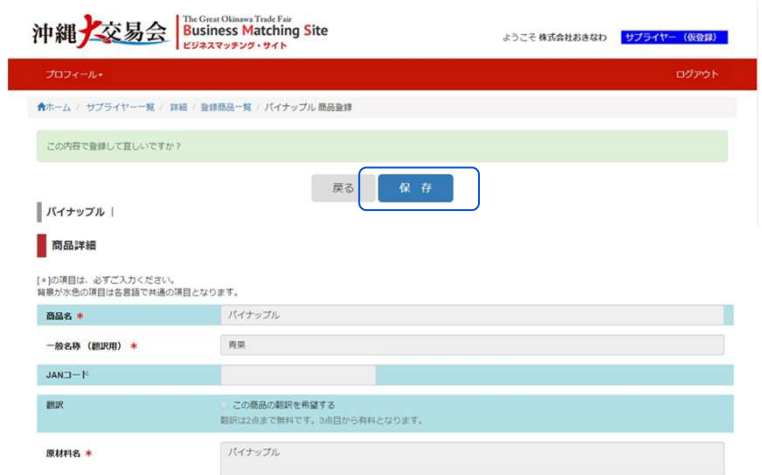 沖縄大交易会
The Great Okinawa Trade Fair
Business Matching Site
ビジネスマッチング・サイト
ようこそ 株式会社おきなわ
サプライヤー（仮登録）
プロフィール
ログアウト
ホーム / サプライヤー一覧 / 詳細 / 登録商品一覧 / パイナップル 商品登録
この内容で登録して宜しいですか？
戻る
保 存
パイナップル |
商品詳細
[*]の項目は、必ずご入力ください。
背景が水色の項目は各言語で共通の項目となります。
商品名 * パイナップル
一般名称（翻訳用） * 青果
JANコード
翻訳 この商品の翻訳を希望する
翻訳は2点まで無料です。3点目から有料となります。
原材料名 * パイナップル